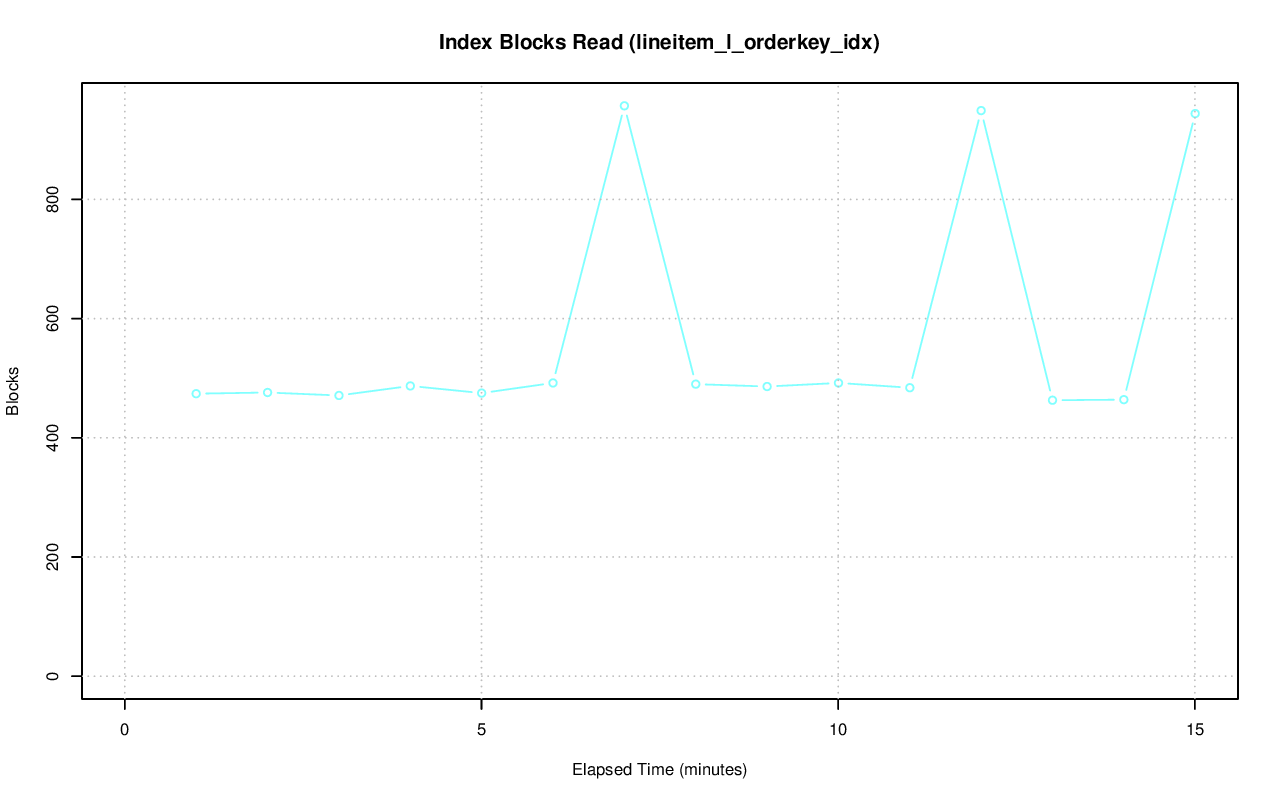 Index Blocks Read (lineitem_l_orderkey_idx)
Blocks
800
600
400
200
0
0 5 10 15
Elapsed Time (minutes)